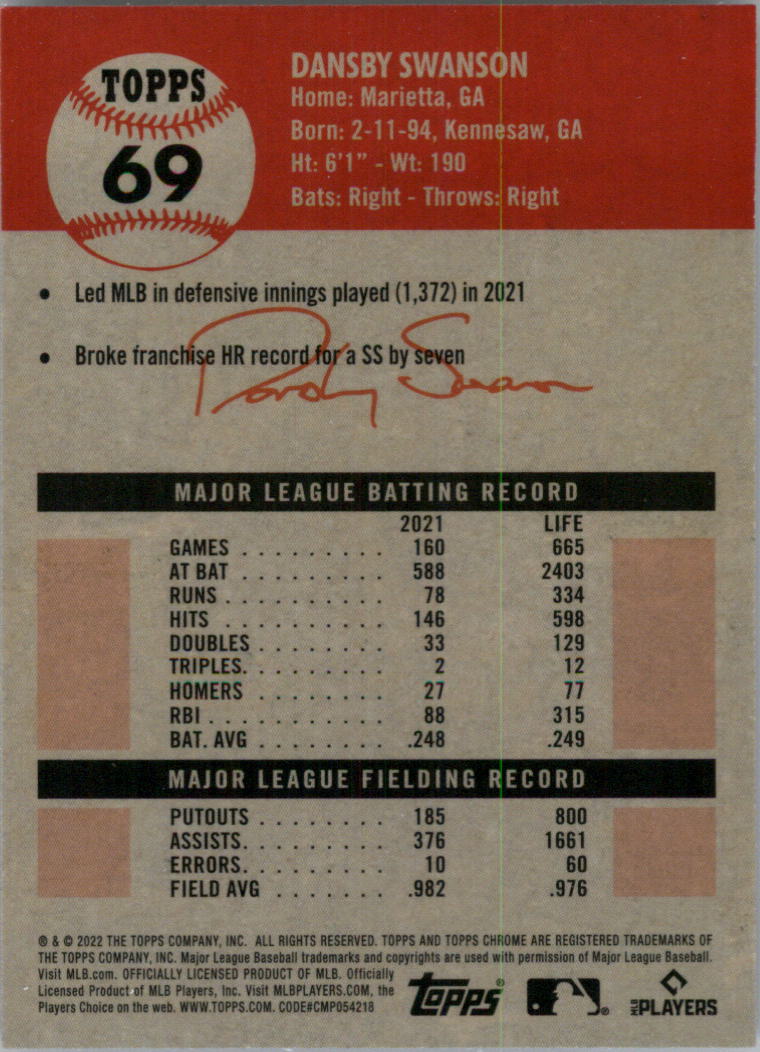 TOPPS
69
DANSBY SWANSON
Home: Marietta, GA
Born: 2-11-94, Kennesaw, GA
Ht: 6'1" - Wt: 190
Bats: Right - Throws: Right
• Led MLB in defensive innings played (1,372) in 2021
• Broke franchise HR record for a SS by seven
Dansby Swanson
MAJOR LEAGUE BATTING RECORD
2021 LIFE
GAMES . . . . . . . . . 160 665
AT BAT . . . . . . . . . 588 2403
RUNS . . . . . . . . . . 78 334
HITS . . . . . . . . . . 146 598
DOUBLES . . . . . . . . 33 129
TRIPLES. . . . . . . . . 2 12
HOMERS . . . . . . . . 27 77
RBI . . . . . . . . . . . 88 315
BAT. AVG . . . . . . . . .248 .249
MAJOR LEAGUE FIELDING RECORD
PUTOUTS . . . . . . . . 185 800
ASSISTS. . . . . . . . . 376 1661
ERRORS. . . . . . . . . 10 60
FIELD AVG . . . . . . . .982 .976
® & © 2022 THE TOPPS COMPANY, INC. ALL RIGHTS RESERVED. TOPPS AND TOPPS CHROME ARE REGISTERED TRADEMARKS OF
THE TOPPS COMPANY, INC. Major League Baseball trademarks and copyrights are used with permission of Major League Baseball.
Visit MLB.com. OFFICIALLY LICENSED PRODUCT OF MLB. Officially
Licensed Product of MLB Players, Inc. Visit MLBPLAYERS.COM, the
Players Choice on the web. WWW.TOPPS.COM. CODE#CMP054218
topps®
MLB PLAYERS